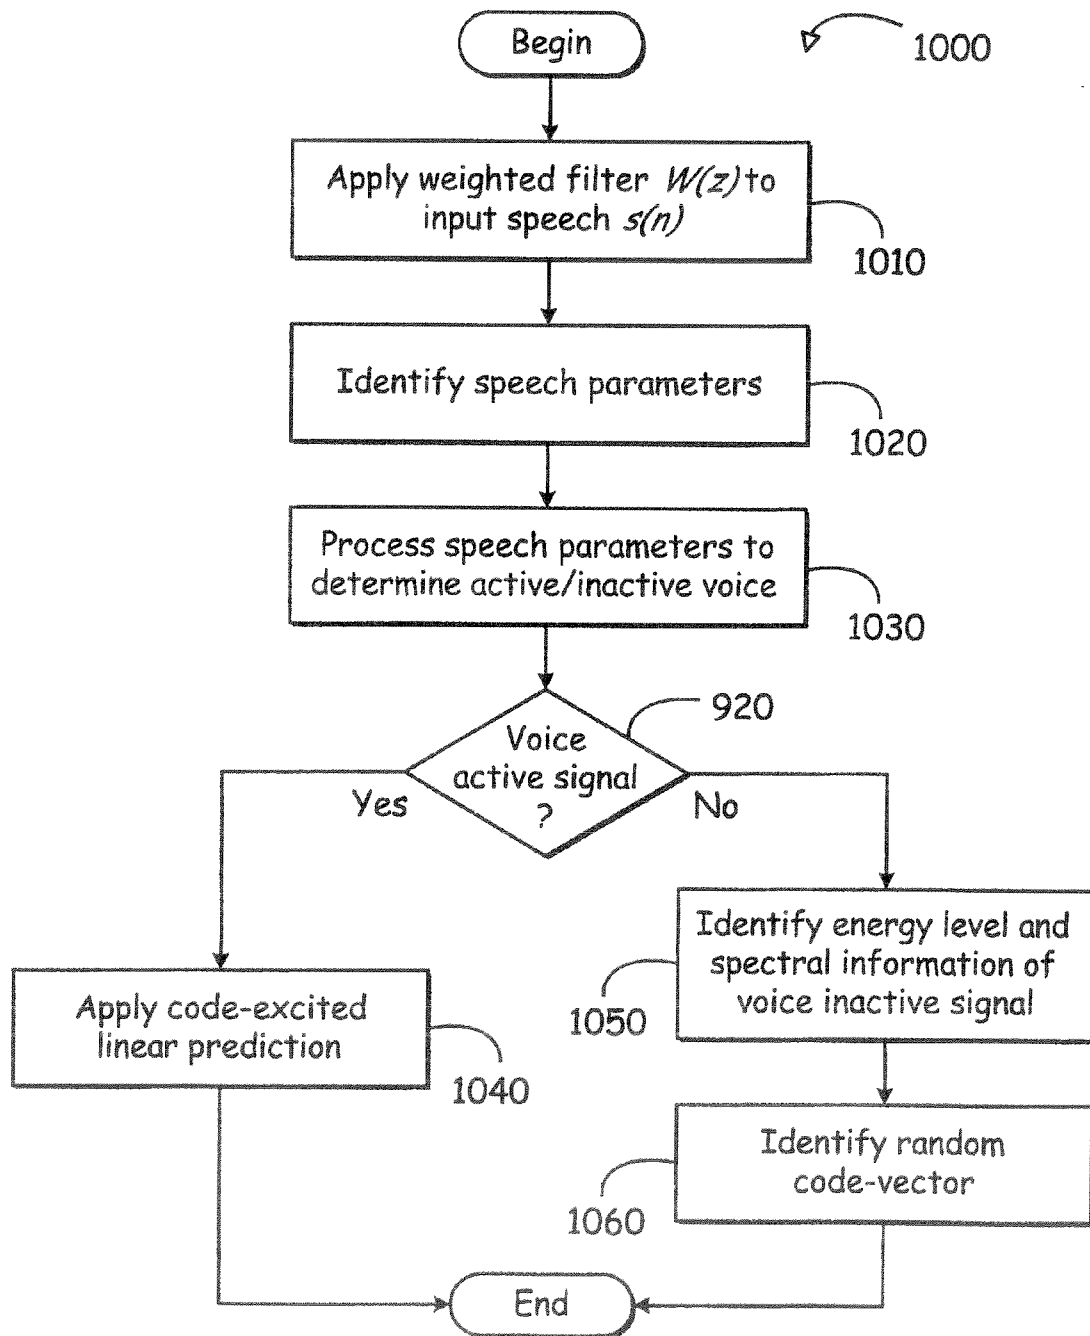 Begin
1000
Apply weighted filter W(z) to
input speech s(n)
1010
Identify speech parameters
1020
Process speech parameters to
determine active/inactive voice
1030
920
Voice
active signal
?
Yes
No
Identify energy level and
spectral information of
voice inactive signal
1050
Apply code-excited
linear prediction
1040
Identify random
code-vector
1060
End